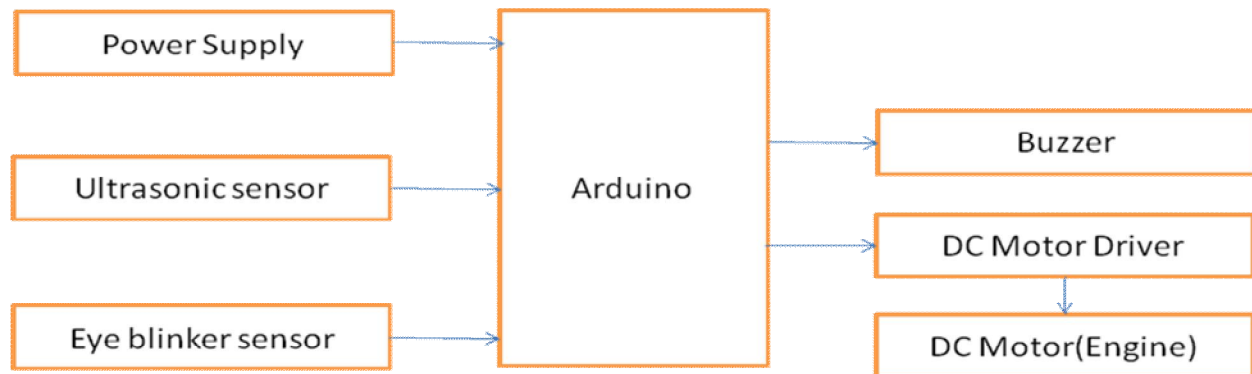 Power Supply
Ultrasonic sensor
Eye blinker sensor
Arduino
Buzzer
DC Motor Driver
DC Motor(Engine)